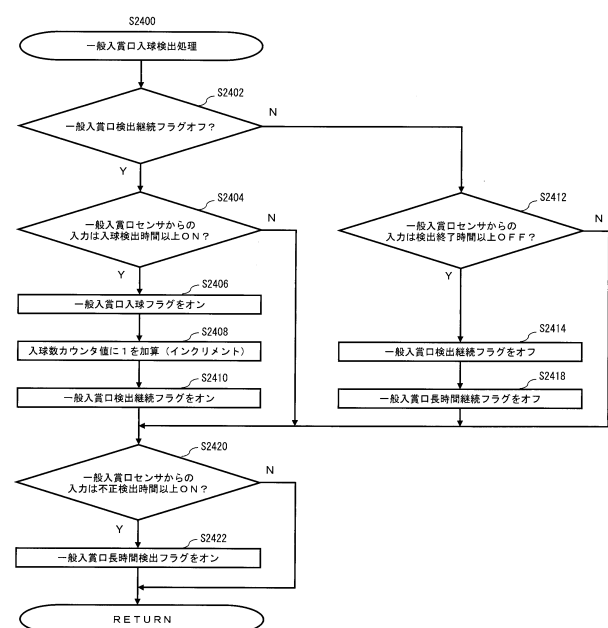 S2400
一般入賞口入球検出処理
S2402
一般入賞口検出継続フラグオフ？
N
Y
S2404
一般入賞口センサからの
入力は入球検出時間以上ON？
N
Y
S2412
一般入賞口センサからの
入力は検出終了時間以上OFF？
N
Y
S2406
一般入賞口入球フラグをオン
S2408
入球数カウンタ値に１を加算（インクリメント）
S2410
一般入賞口検出継続フラグをオン
S2414
一般入賞口検出継続フラグをオフ
S2418
一般入賞口長時間継続フラグをオフ
S2420
一般入賞口センサからの
入力は不正検出時間以上ON？
N
Y
S2422
一般入賞口長時間検出フラグをオン
RETURN